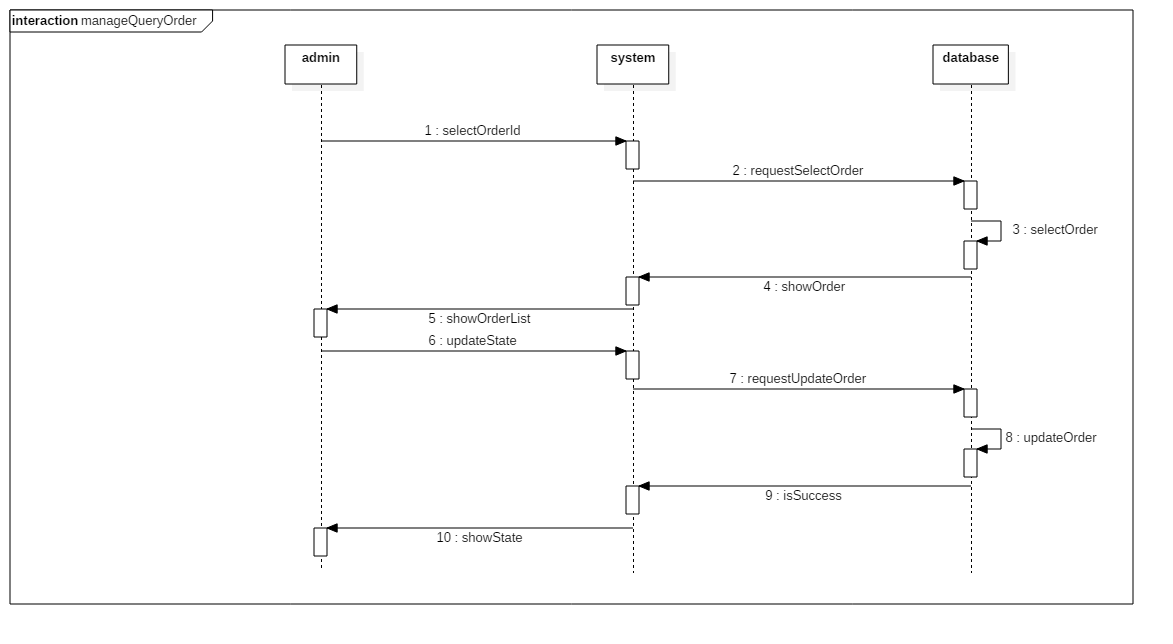 interaction manageQueryOrder
admin
system
database
1 : selectOrderId
2 : requestSelectOrder
3 : selectOrder
4 : showOrder
5 : showOrderList
6 : updateState
7 : requestUpdateOrder
8 : updateOrder
9 : isSuccess
10 : showState